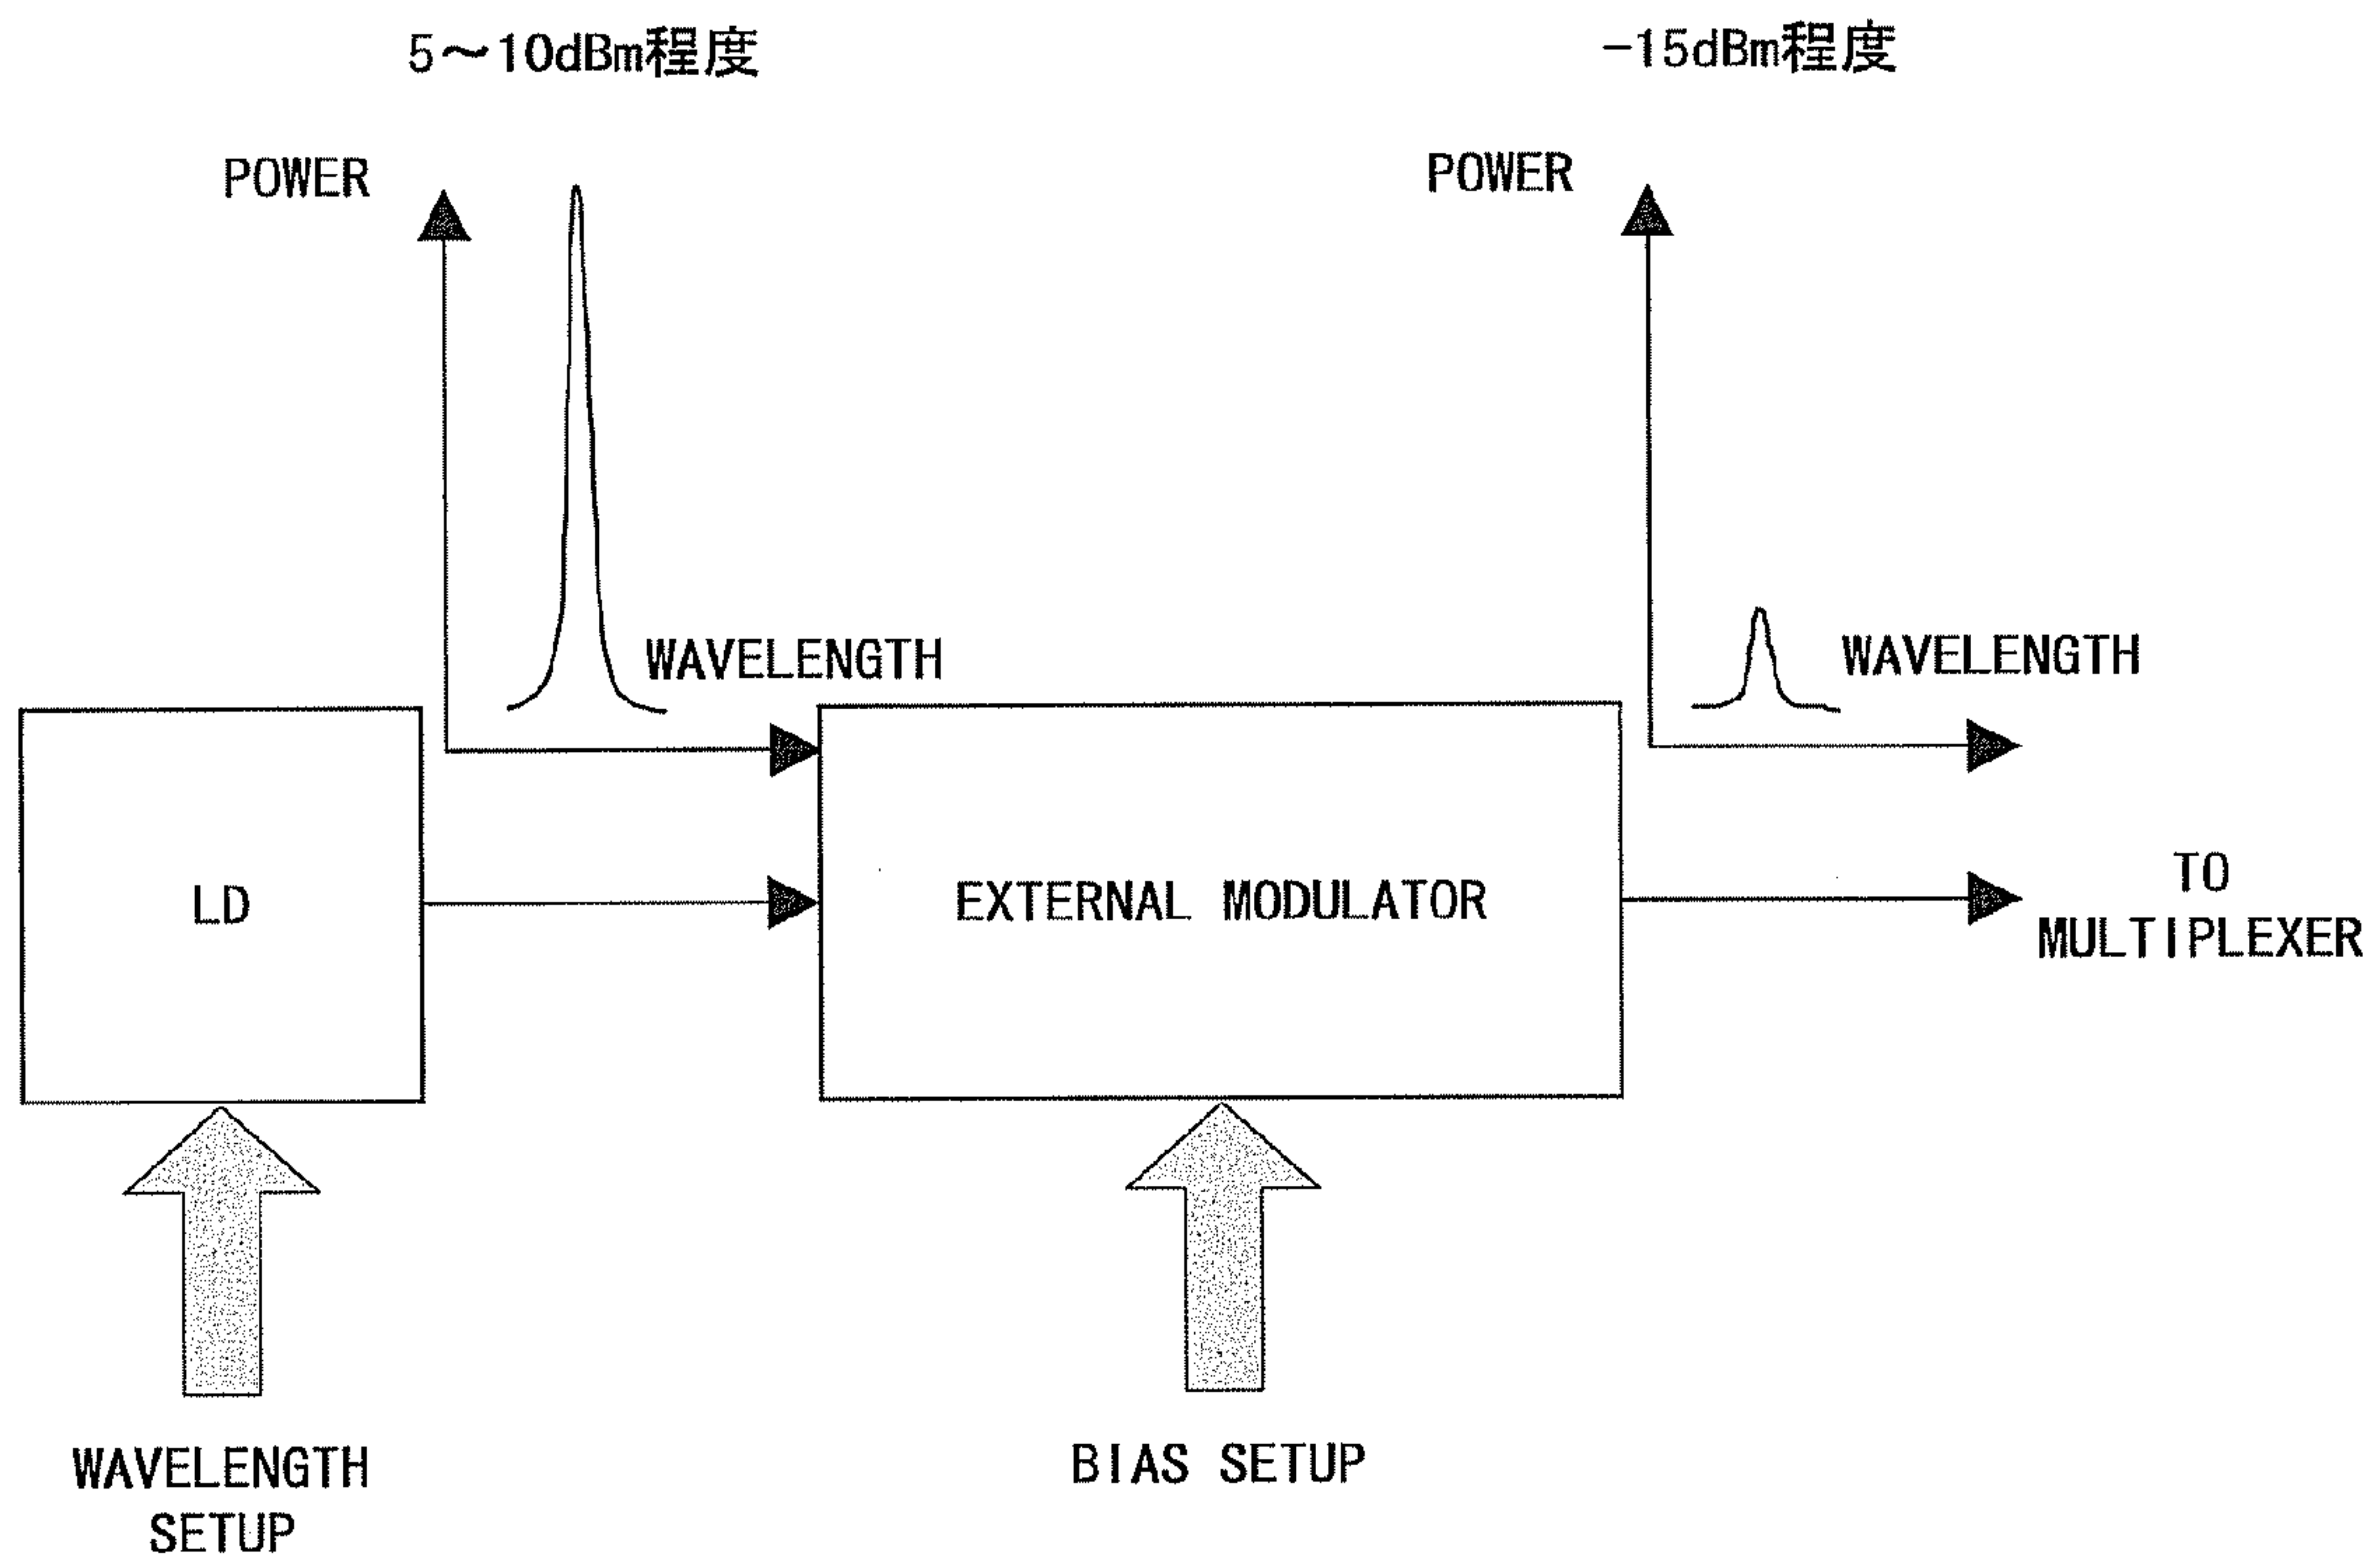 5～10dBm程度
-15dBm程度
POWER
POWER
WAVELENGTH
WAVELENGTH
LD
EXTERNAL MODULATOR
TO
MULTIPLEXER
WAVELENGTH
SETUP
BIAS SETUP